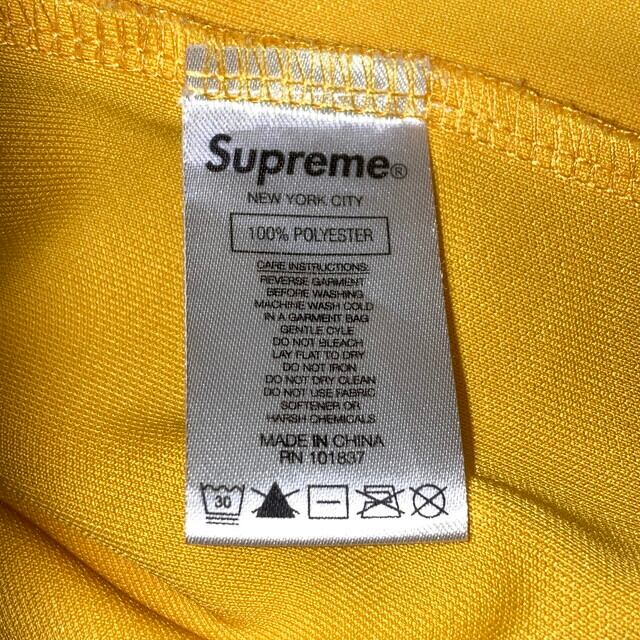 Supreme®
NEW YORK CITY
100% POLYESTER
CARE INSTRUCTIONS:
REVERSE GARMENT
BEFORE WASHING
MACHINE WASH COLD
IN A GARMENT BAG
GENTLE CYLE
DO NOT BLEACH
LAY FLAT TO DRY
DO NOT IRON
DO NOT DRY CLEAN
DO NOT USE FABRIC
SOFTENER OR
HARSH CHEMICALS
MADE IN CHINA
RN 101837
30